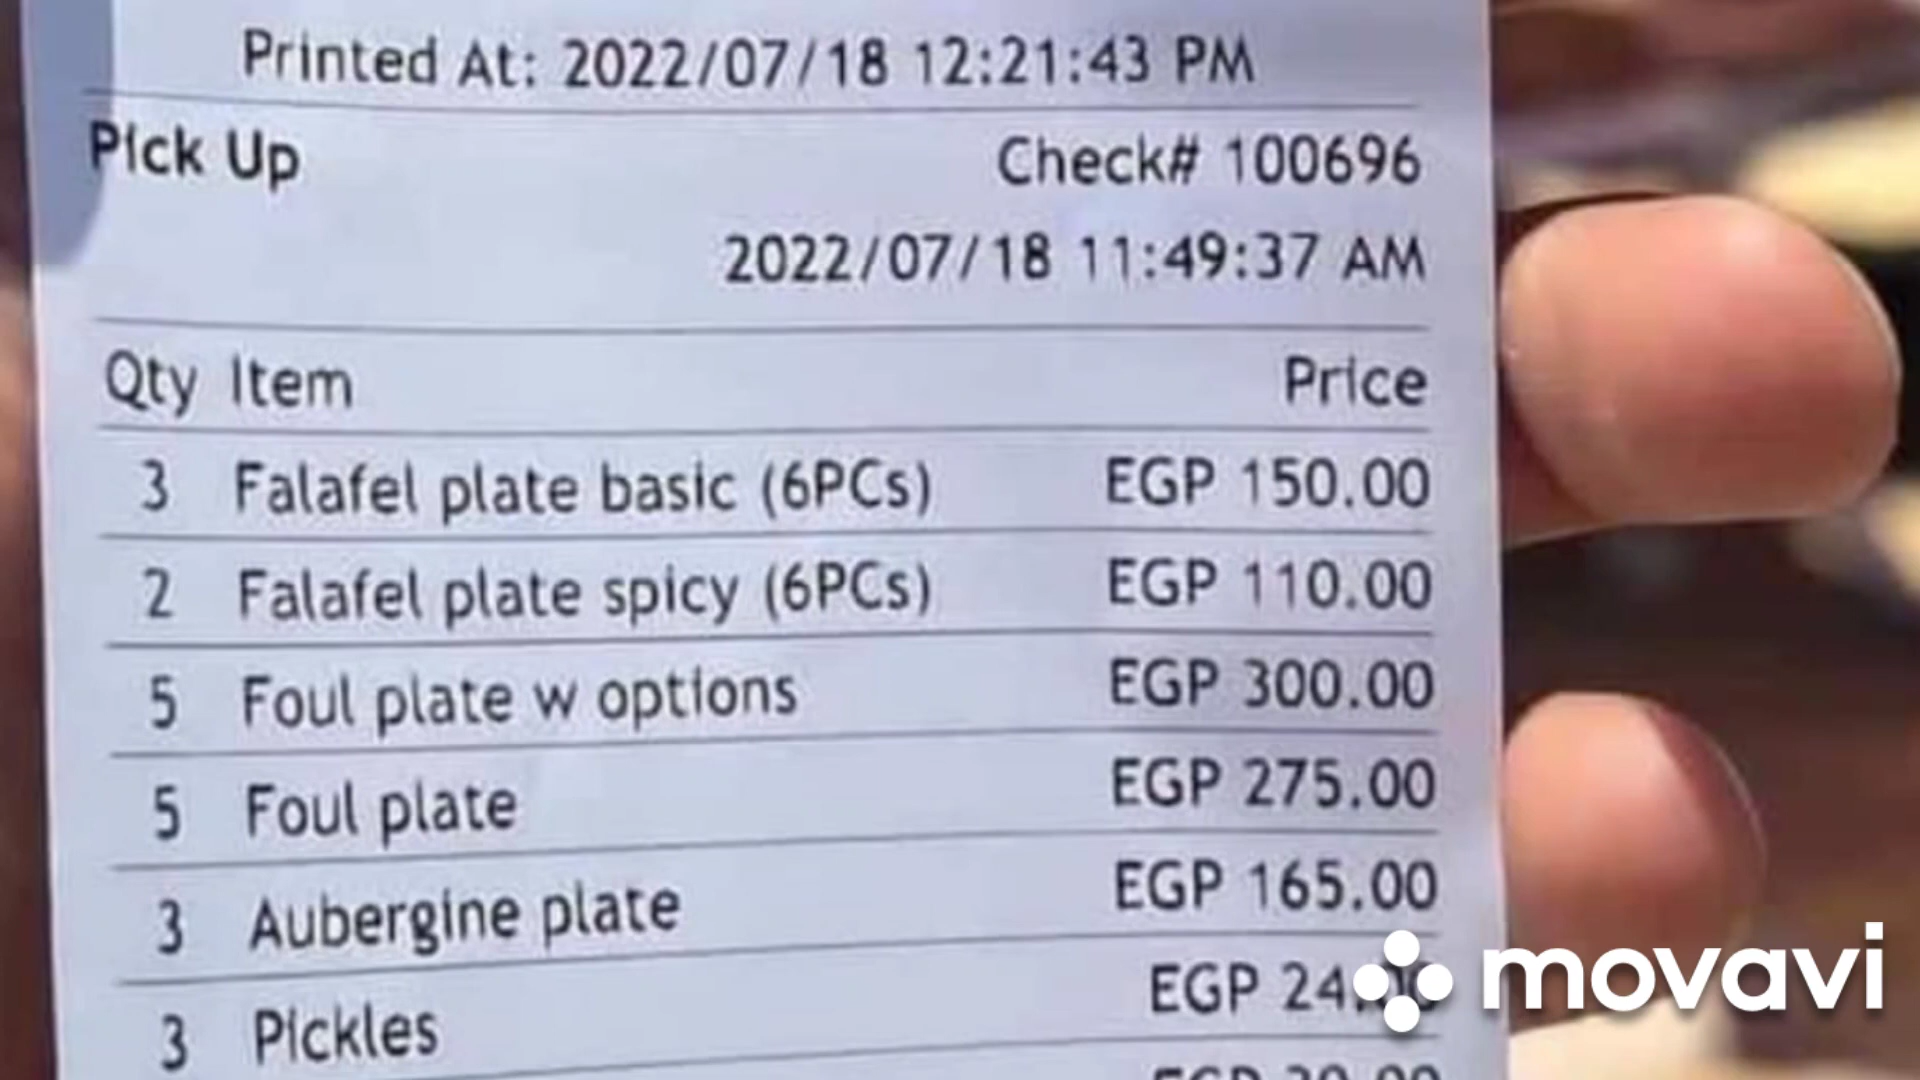 Printed At: 2022/07/18 12:21:43 PM
Pick Up Check# 100696
2022/07/18 11:49:37 AM
Qty Item Price
3 Falafel plate basic (6PCs) EGP 150.00
2 Falafel plate spicy (6PCs) EGP 110.00
5 Foul plate w options EGP 300.00
5 Foul plate EGP 275.00
3 Aubergine plate EGP 165.00
3 Pickles EGP 24.00
EGP
movavi